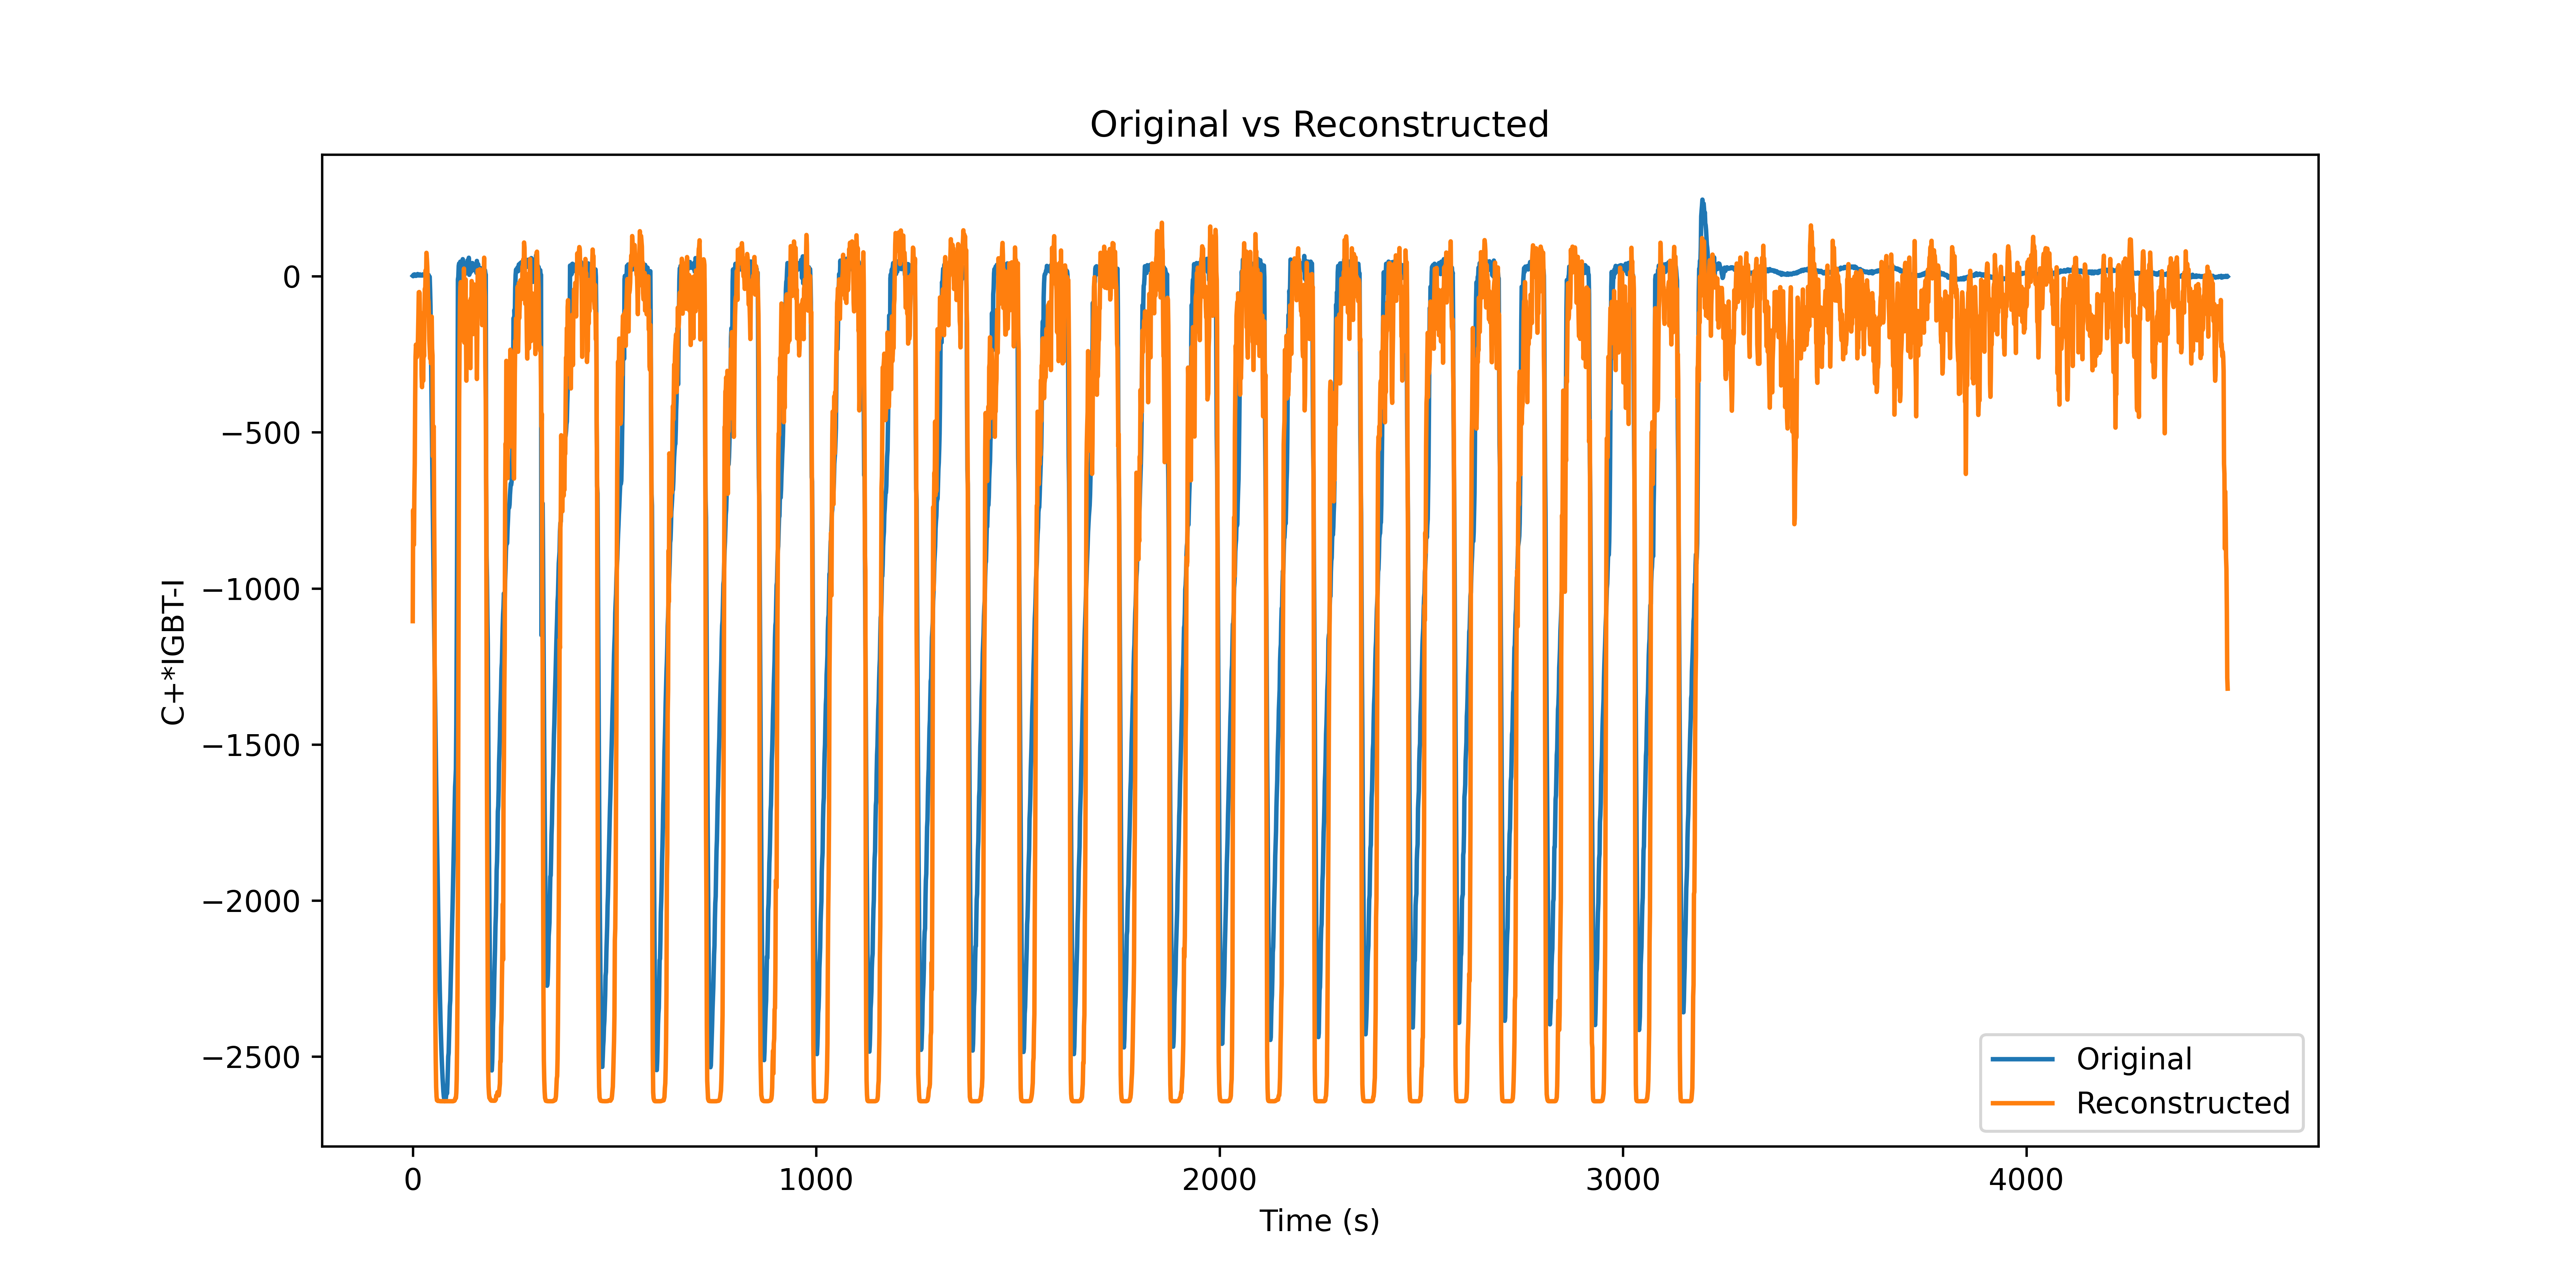 Original vs Reconstructed
C+*IGBT-I
0
−500
−1000
−1500
−2000
−2500
0
1000
2000
3000
4000
Time (s)
Original
Reconstructed